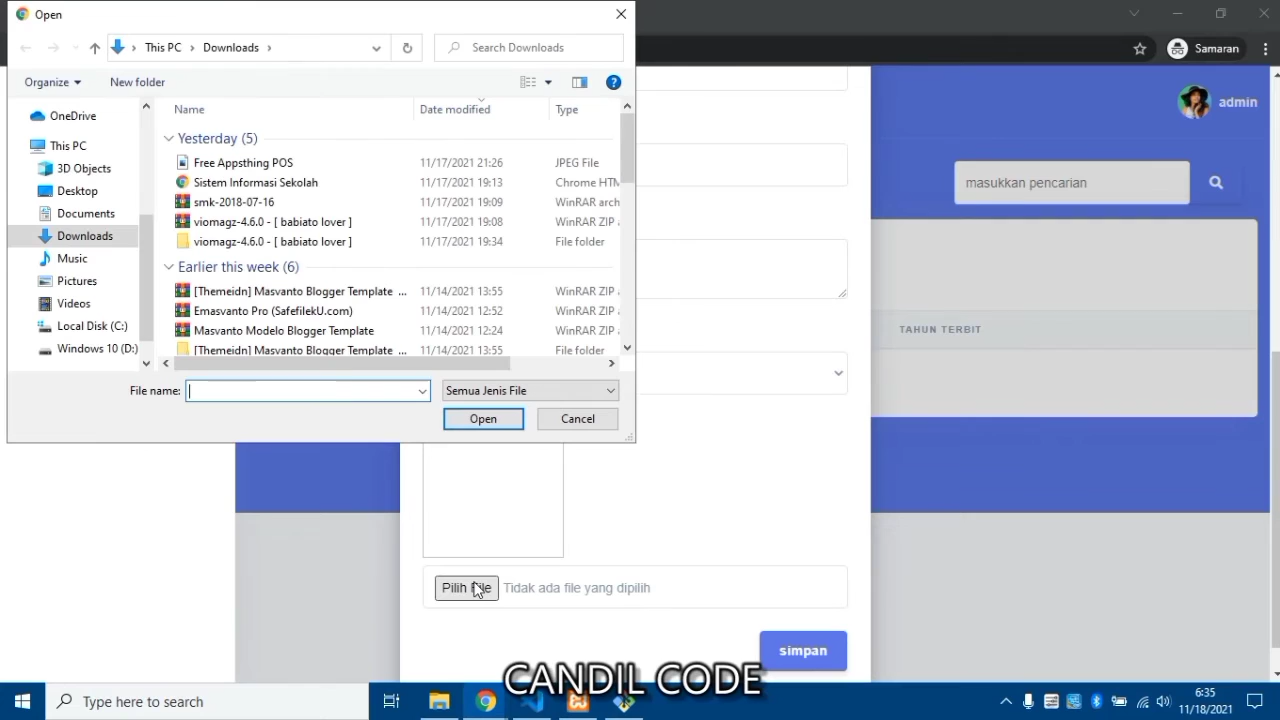 Open
This PC
Downloads
Search Downloads
Samaran
Organize
New folder
admin
Name
Date modified
Type
OneDrive
This PC
3D Objects
Desktop
Documents
Downloads
Music
Pictures
Videos
Local Disk (C:)
Windows 10 (D:)
Yesterday (5)
Free Appsthing POS 11/17/2021 21:26 JPEG File
Sistem Informasi Sekolah 11/17/2021 19:13 Chrome HTM
smk-2018-07-16 11/17/2021 19:09 WinRAR arch
viomagz-4.6.0 - [ babiato lover ] 11/17/2021 19:08 WinRAR ZIP a
viomagz-4.6.0 - [ babiato lover ] 11/17/2021 19:34 File folder
Earlier this week (6)
[Themeidn] Masvanto Blogger Template ... 11/14/2021 13:55 WinRAR ZIP a
Emasvanto Pro (SafefilekU.com) 11/14/2021 12:52 WinRAR ZIP a
Masvanto Modelo Blogger Template 11/14/2021 12:24 WinRAR ZIP a
[Themeidn] Masvanto Blogger Template ... 11/14/2021 13:55 File folder
File name:
Semua Jenis File
Open
Cancel
masukkan pencarian
TAHUN TERBIT
Pilih File Tidak ada file yang dipilih
simpan
CANDIL CODE
Type here to search
6:35
11/18/2021